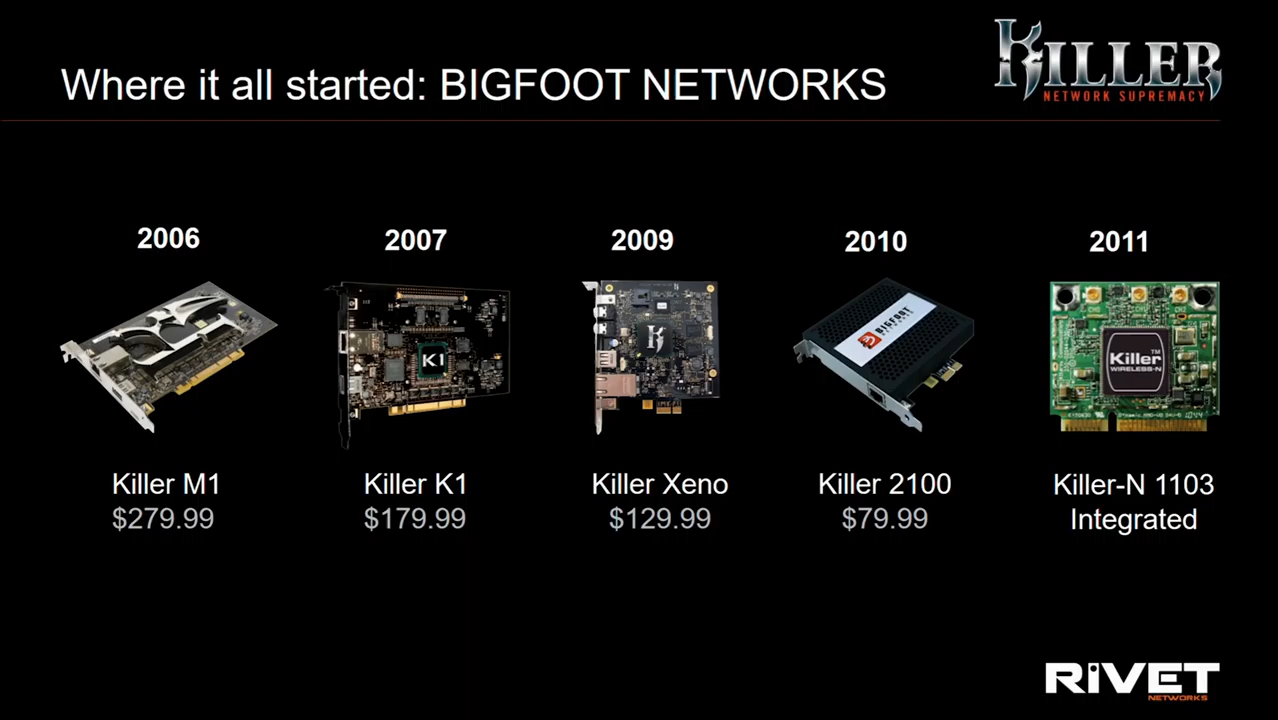 Where it all started: BIGFOOT NETWORKS
KILLER
NETWORK SUPREMACY
2006
2007
2009
2010
2011
K1
K
BIGFOOT
NETWORKS
Killer™
WIRELESS-N
Killer M1
$279.99
Killer K1
$179.99
Killer Xeno
$129.99
Killer 2100
$79.99
Killer-N 1103
Integrated
RIVET
NETWORKS